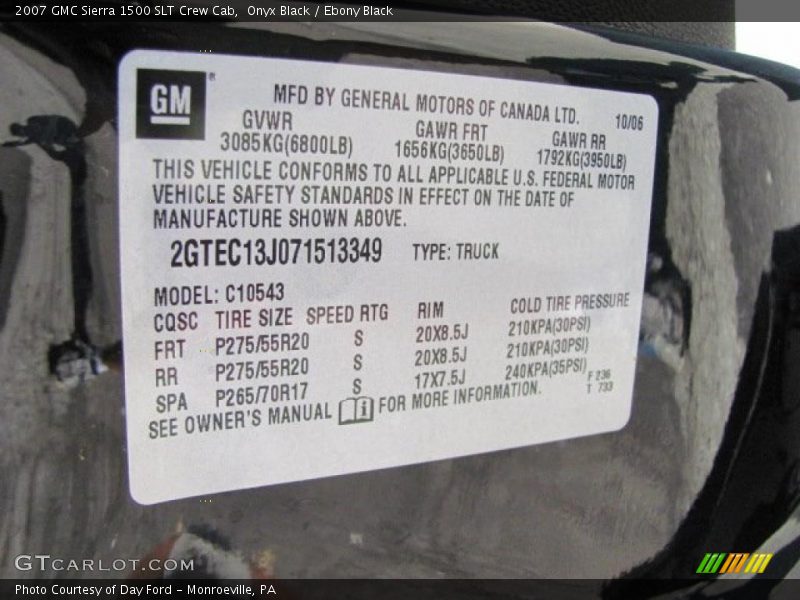 2007 GMC Sierra 1500 SLT Crew Cab, Onyx Black / Ebony Black
GM ®
MFD BY GENERAL MOTORS OF CANADA LTD. 10/06
GVWR GAWR FRT GAWR RR
3085KG(6800LB) 1656KG(3650LB) 1792KG(3950LB)
THIS VEHICLE CONFORMS TO ALL APPLICABLE U.S. FEDERAL MOTOR
VEHICLE SAFETY STANDARDS IN EFFECT ON THE DATE OF
MANUFACTURE SHOWN ABOVE.
2GTEC13J071513349 TYPE: TRUCK
MODEL: C10543
CQSC TIRE SIZE SPEED RTG RIM COLD TIRE PRESSURE
FRT P275/55R20 S 20X8.5J 210KPA(30PSI)
RR P275/55R20 S 20X8.5J 210KPA(30PSI)
SPA P265/70R17 S 17X7.5J 240KPA(35PSI)
SEE OWNER'S MANUAL FOR MORE INFORMATION.
F 236
T 733
GTCARLOT.COM
Photo Courtesy of Day Ford – Monroeville, PA